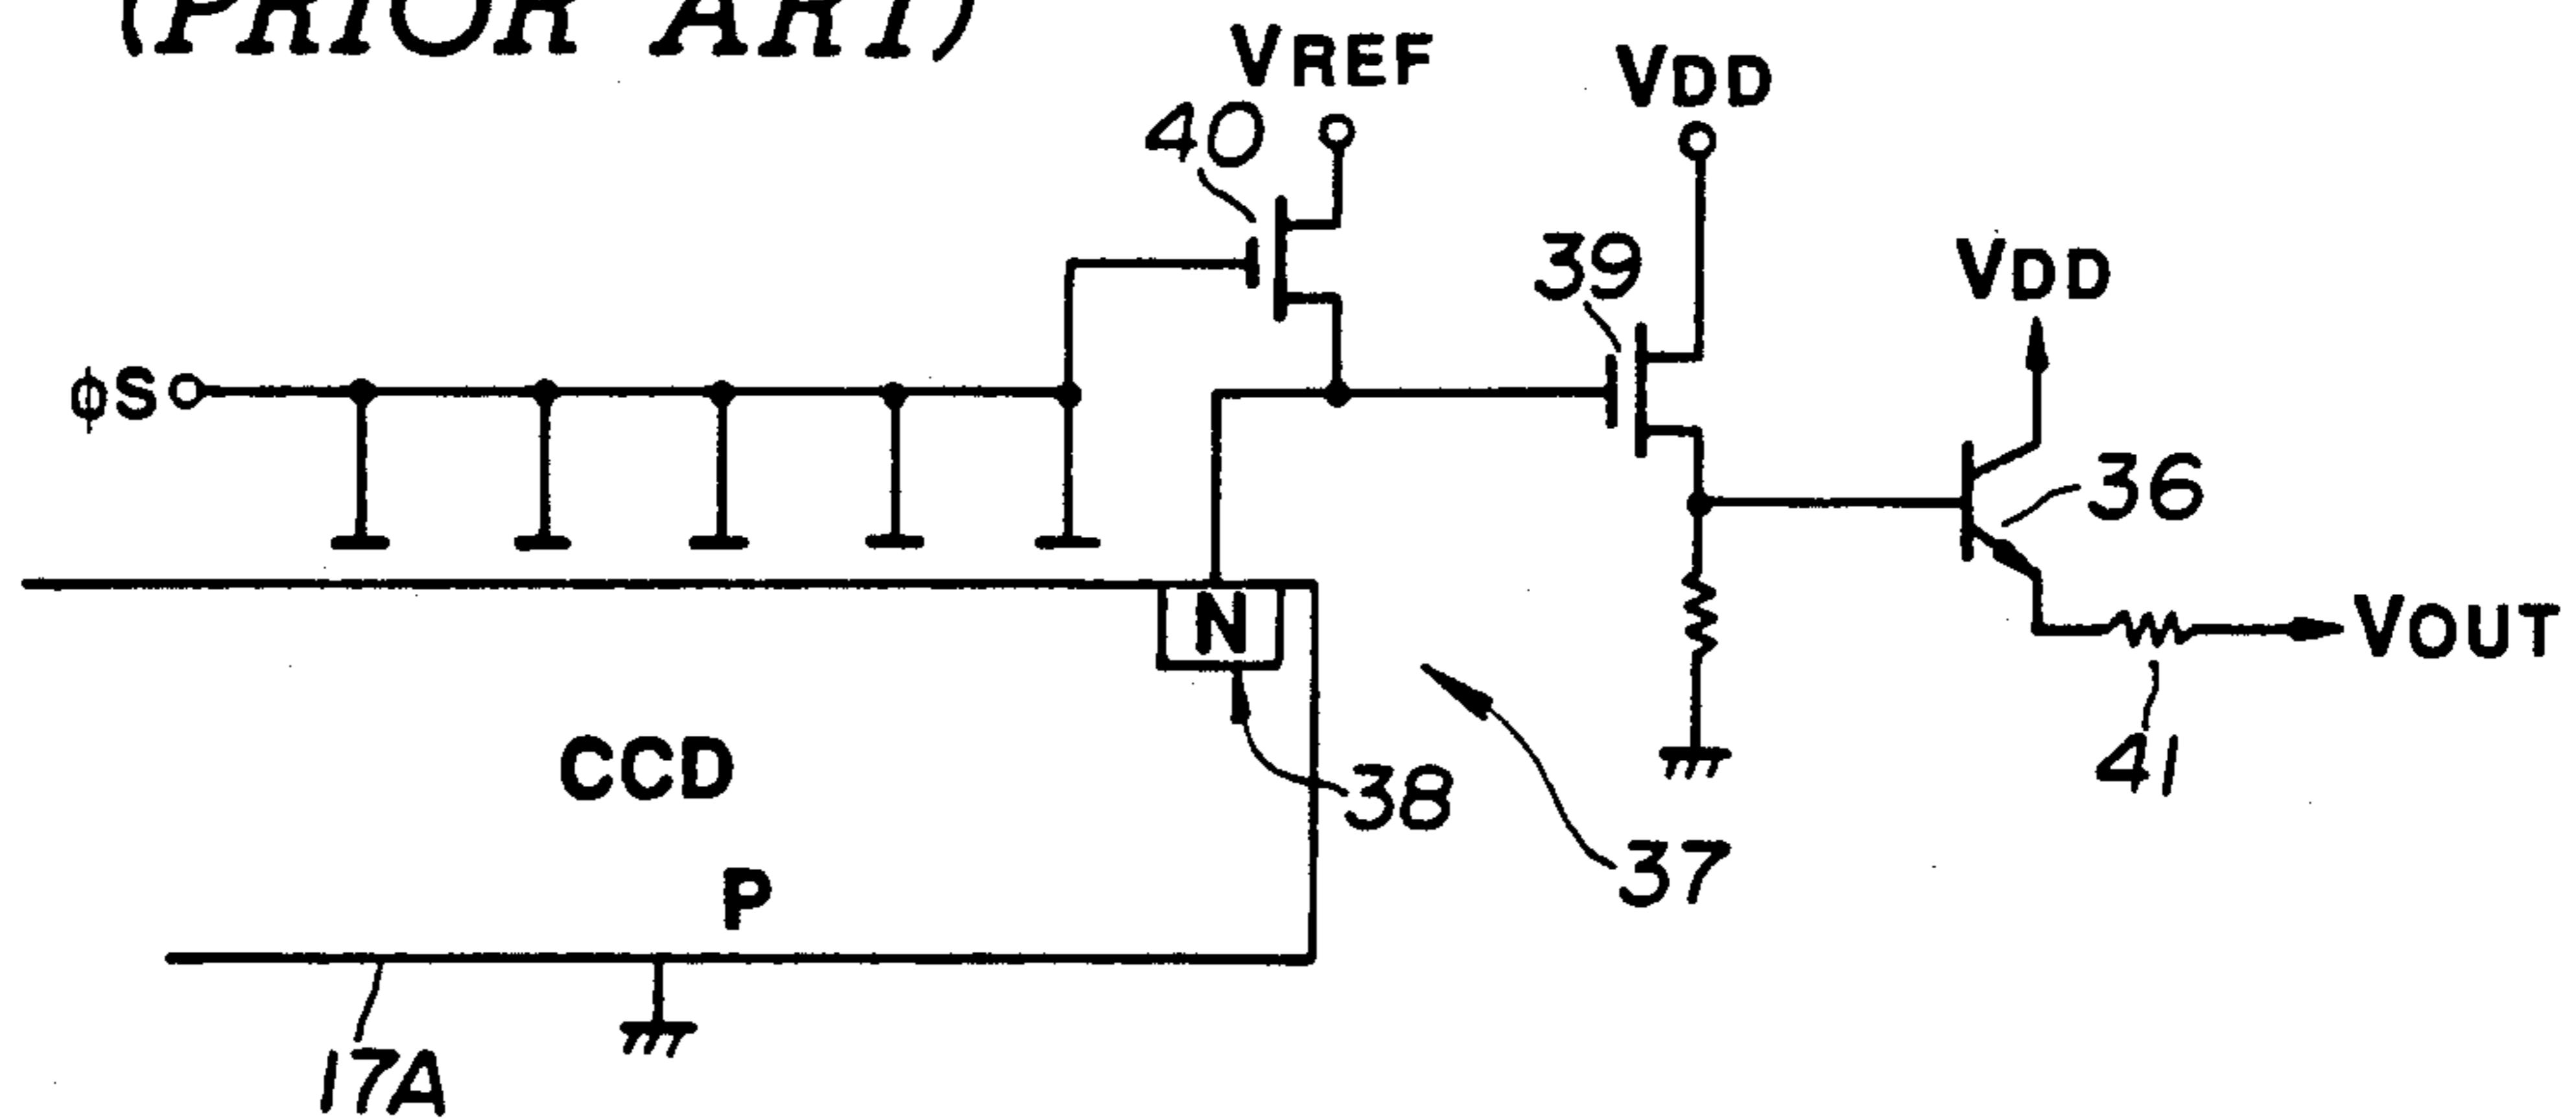 (PRIOR ART)
VREF
VDD
40
39
VDD
φS
36
N
VOUT
CCD
38
41
37
P
17A